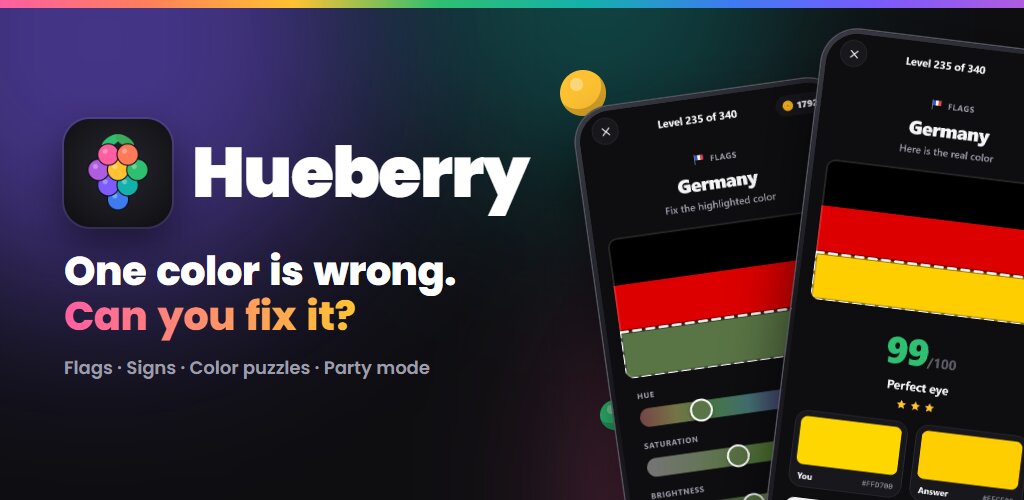 Hueberry
One color is wrong.
Can you fix it?
Flags · Signs · Color puzzles · Party mode
Level 235 of 340
FLAGS
Germany
Fix the highlighted color
HUE
SATURATION
BRIGHTNESS
Level 235 of 340
FLAGS
Germany
Here is the real color
99/100
Perfect eye
You
#FFD700
Answer